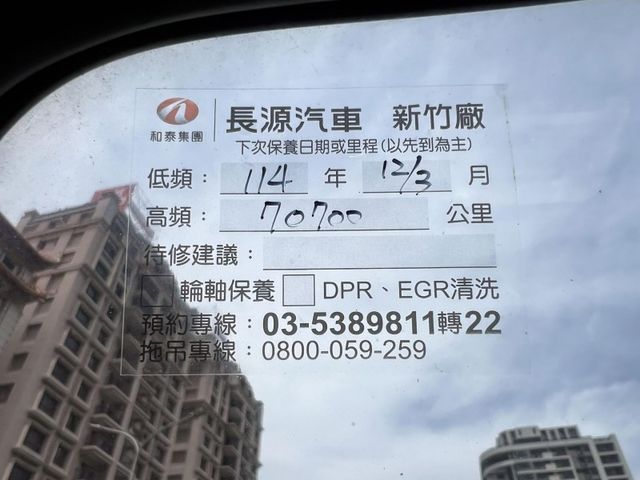 和泰集團 長源汽車 新竹廠
下次保養日期或里程(以先到為主)
低頻： 114 年 12/3 月
高頻： 70700 公里
待修建議：
輪軸保養 DPR、EGR清洗
預約專線：03-5389811轉22
拖吊專線：0800-059-259